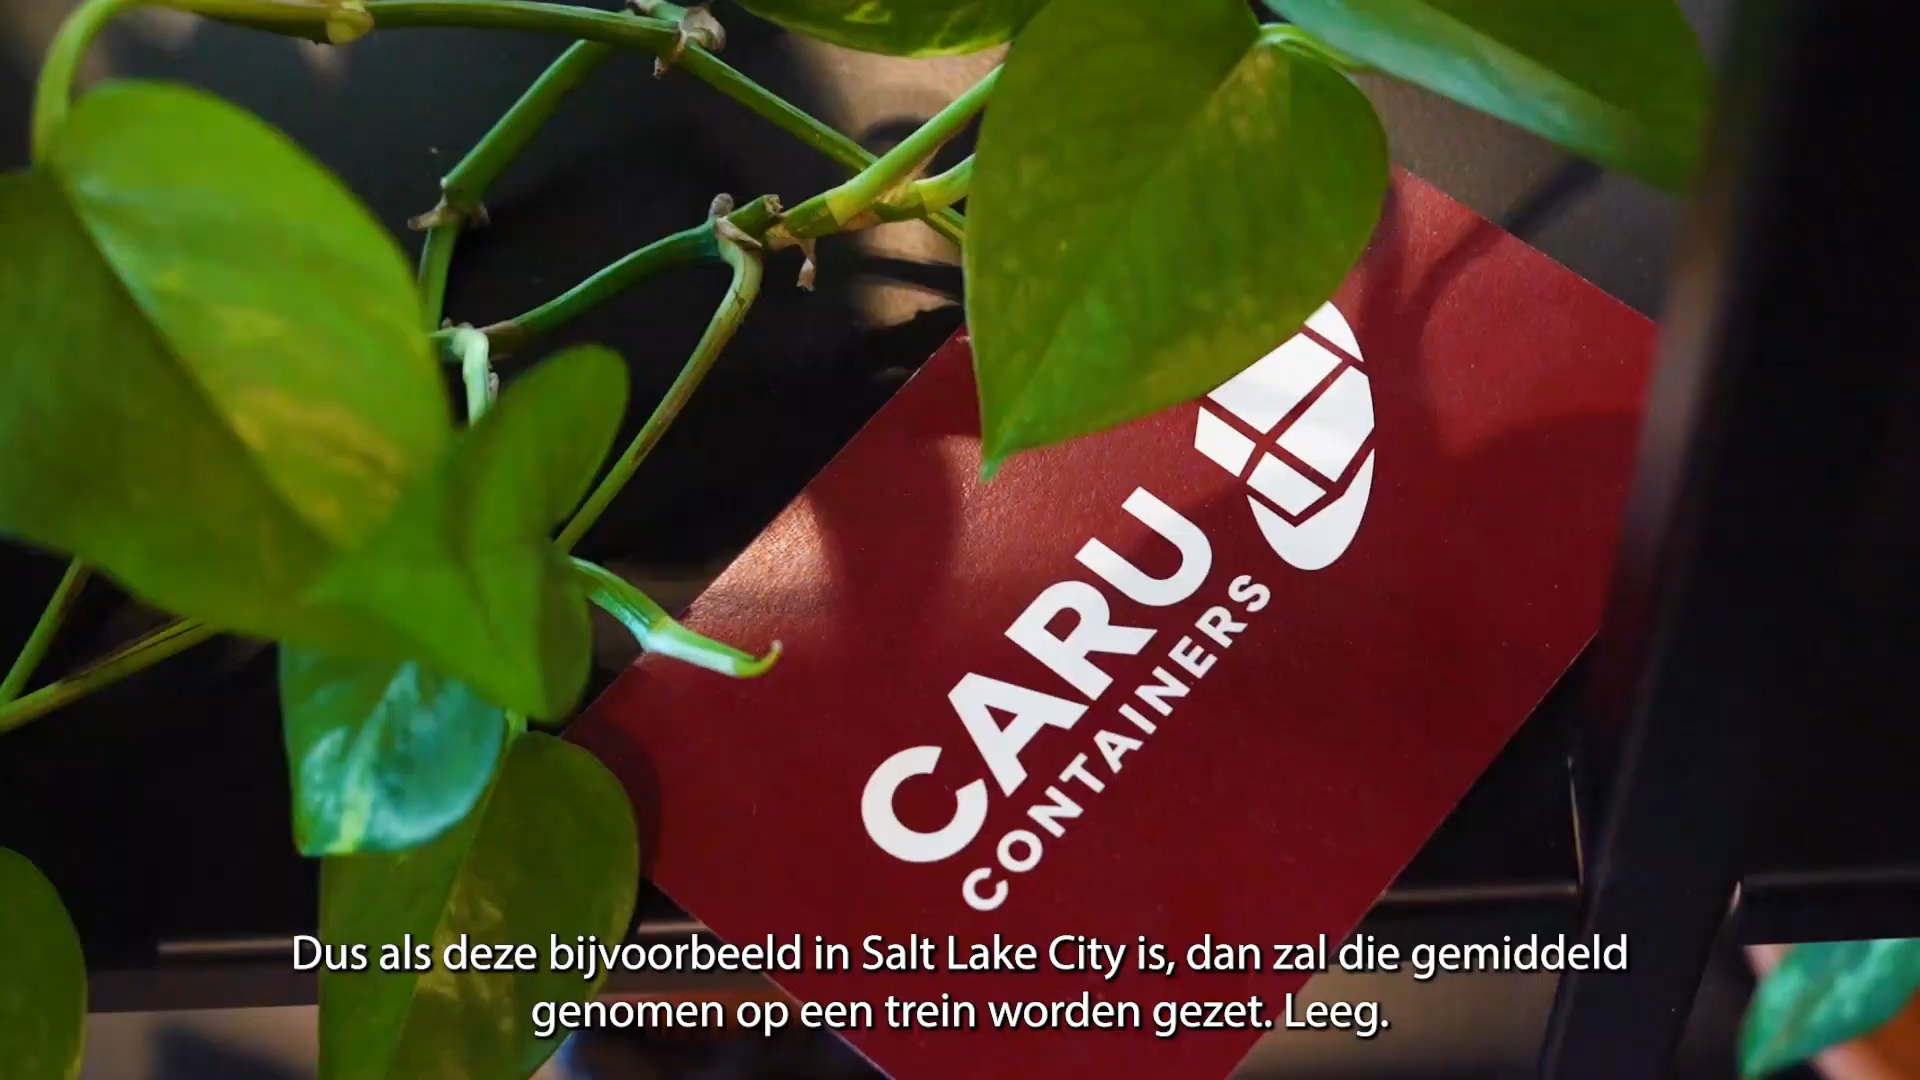 CARU
CONTAINERS
Dus als deze bijvoorbeeld in Salt Lake City is, dan zal die gemiddeld
genomen op een trein worden gezet. Leeg.